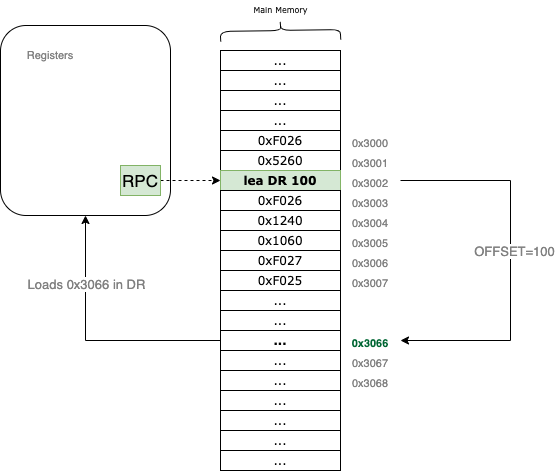 Main Memory
Registers
...
...
...
...
0xF026 0x3000
0x5260 0x3001
RPC lea DR 100 0x3002
0xF026 0x3003
0x1240 0x3004
0x1060 0x3005
OFFSET=100
0xF027 0x3006
0xF025 0x3007
Loads 0x3066 in DR
...
...
... 0x3066
... 0x3067
... 0x3068
...
...
...
...